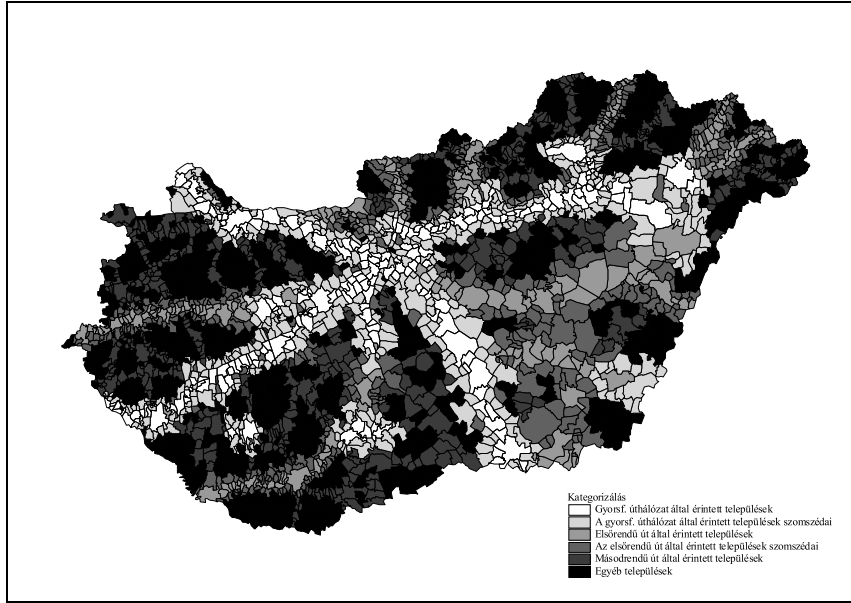 Kategorizálás
Gyorsf. úthálózat által érintett települések
A gyorsf. úthálózat által érintett települések szomszédai
Elsőrendű út által érintett települések
Az elsőrendű út által érintett települések szomszédai
Másodrendű út által érintett települések
Egyéb települések